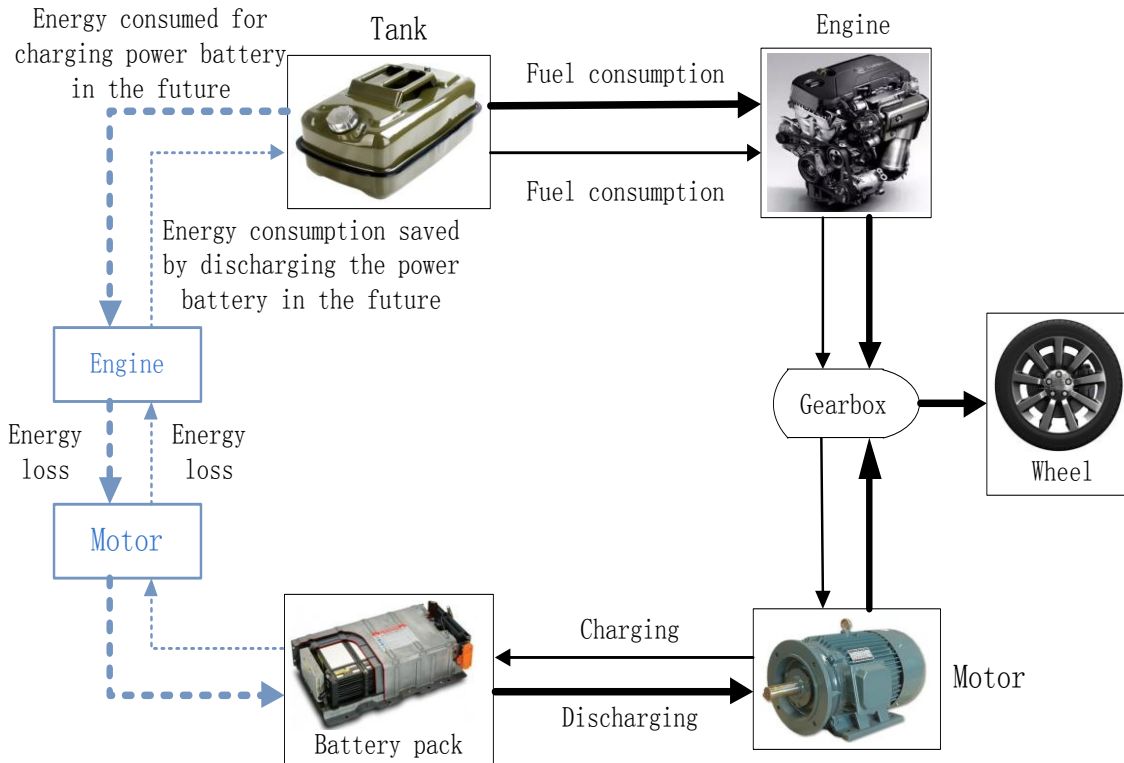 Energy consumed for
charging power battery
in the future
Tank
Engine
Fuel consumption
Fuel consumption
Energy consumption saved
by discharging the power
battery in the future
Engine
Energy
loss
Energy
loss
Motor
Gearbox
Wheel
Charging
Discharging
Battery pack
Motor